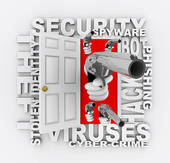 SECURITY
SPYWARE
BOT
PHISHING
HACK
THEFT
STOLEN IDENTITY
VIRUSES
CYBER CRIME